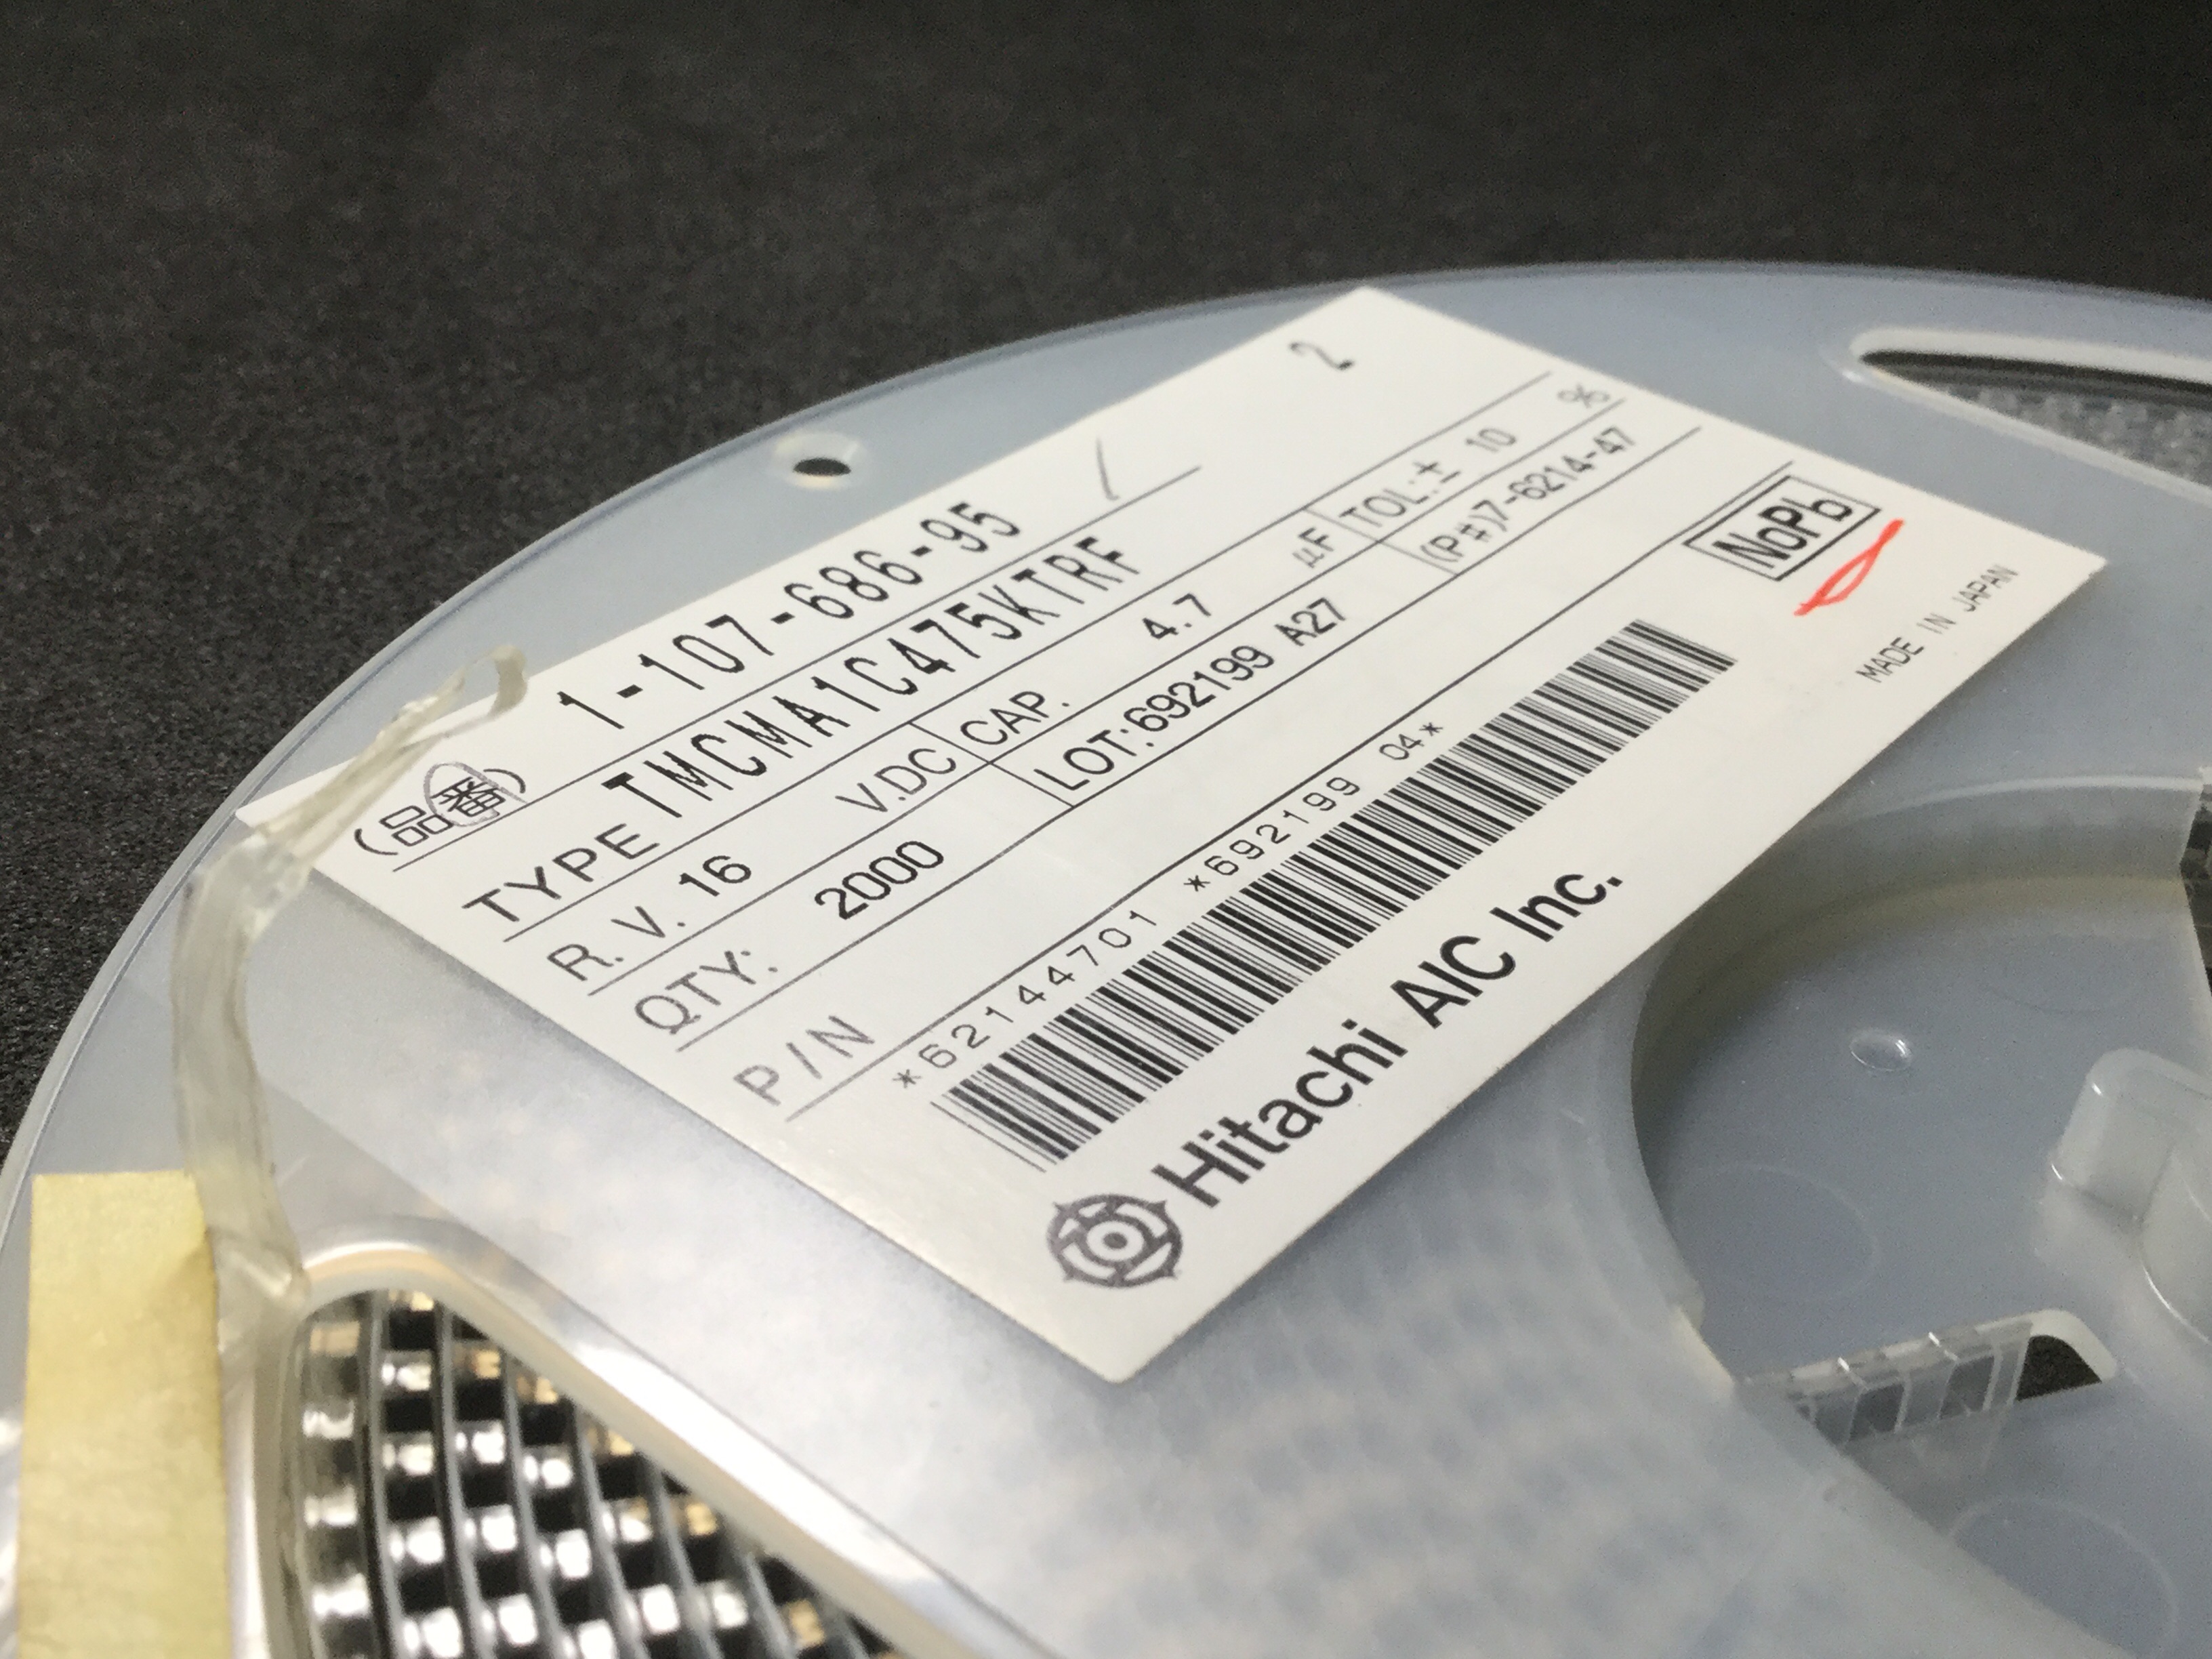 2
(品番) 1-107-686-95 /
TYPE TMCMA1C475KTRF
R. V. 16 V.DC CAP. 4.7 µF TOL:± 10 %
QTY: 2000 LOT:692199 A27 (P#)7-6214-47
P/N
NoPb
*62144701 *692199 04*
MADE IN JAPAN
Hitachi AIC Inc.